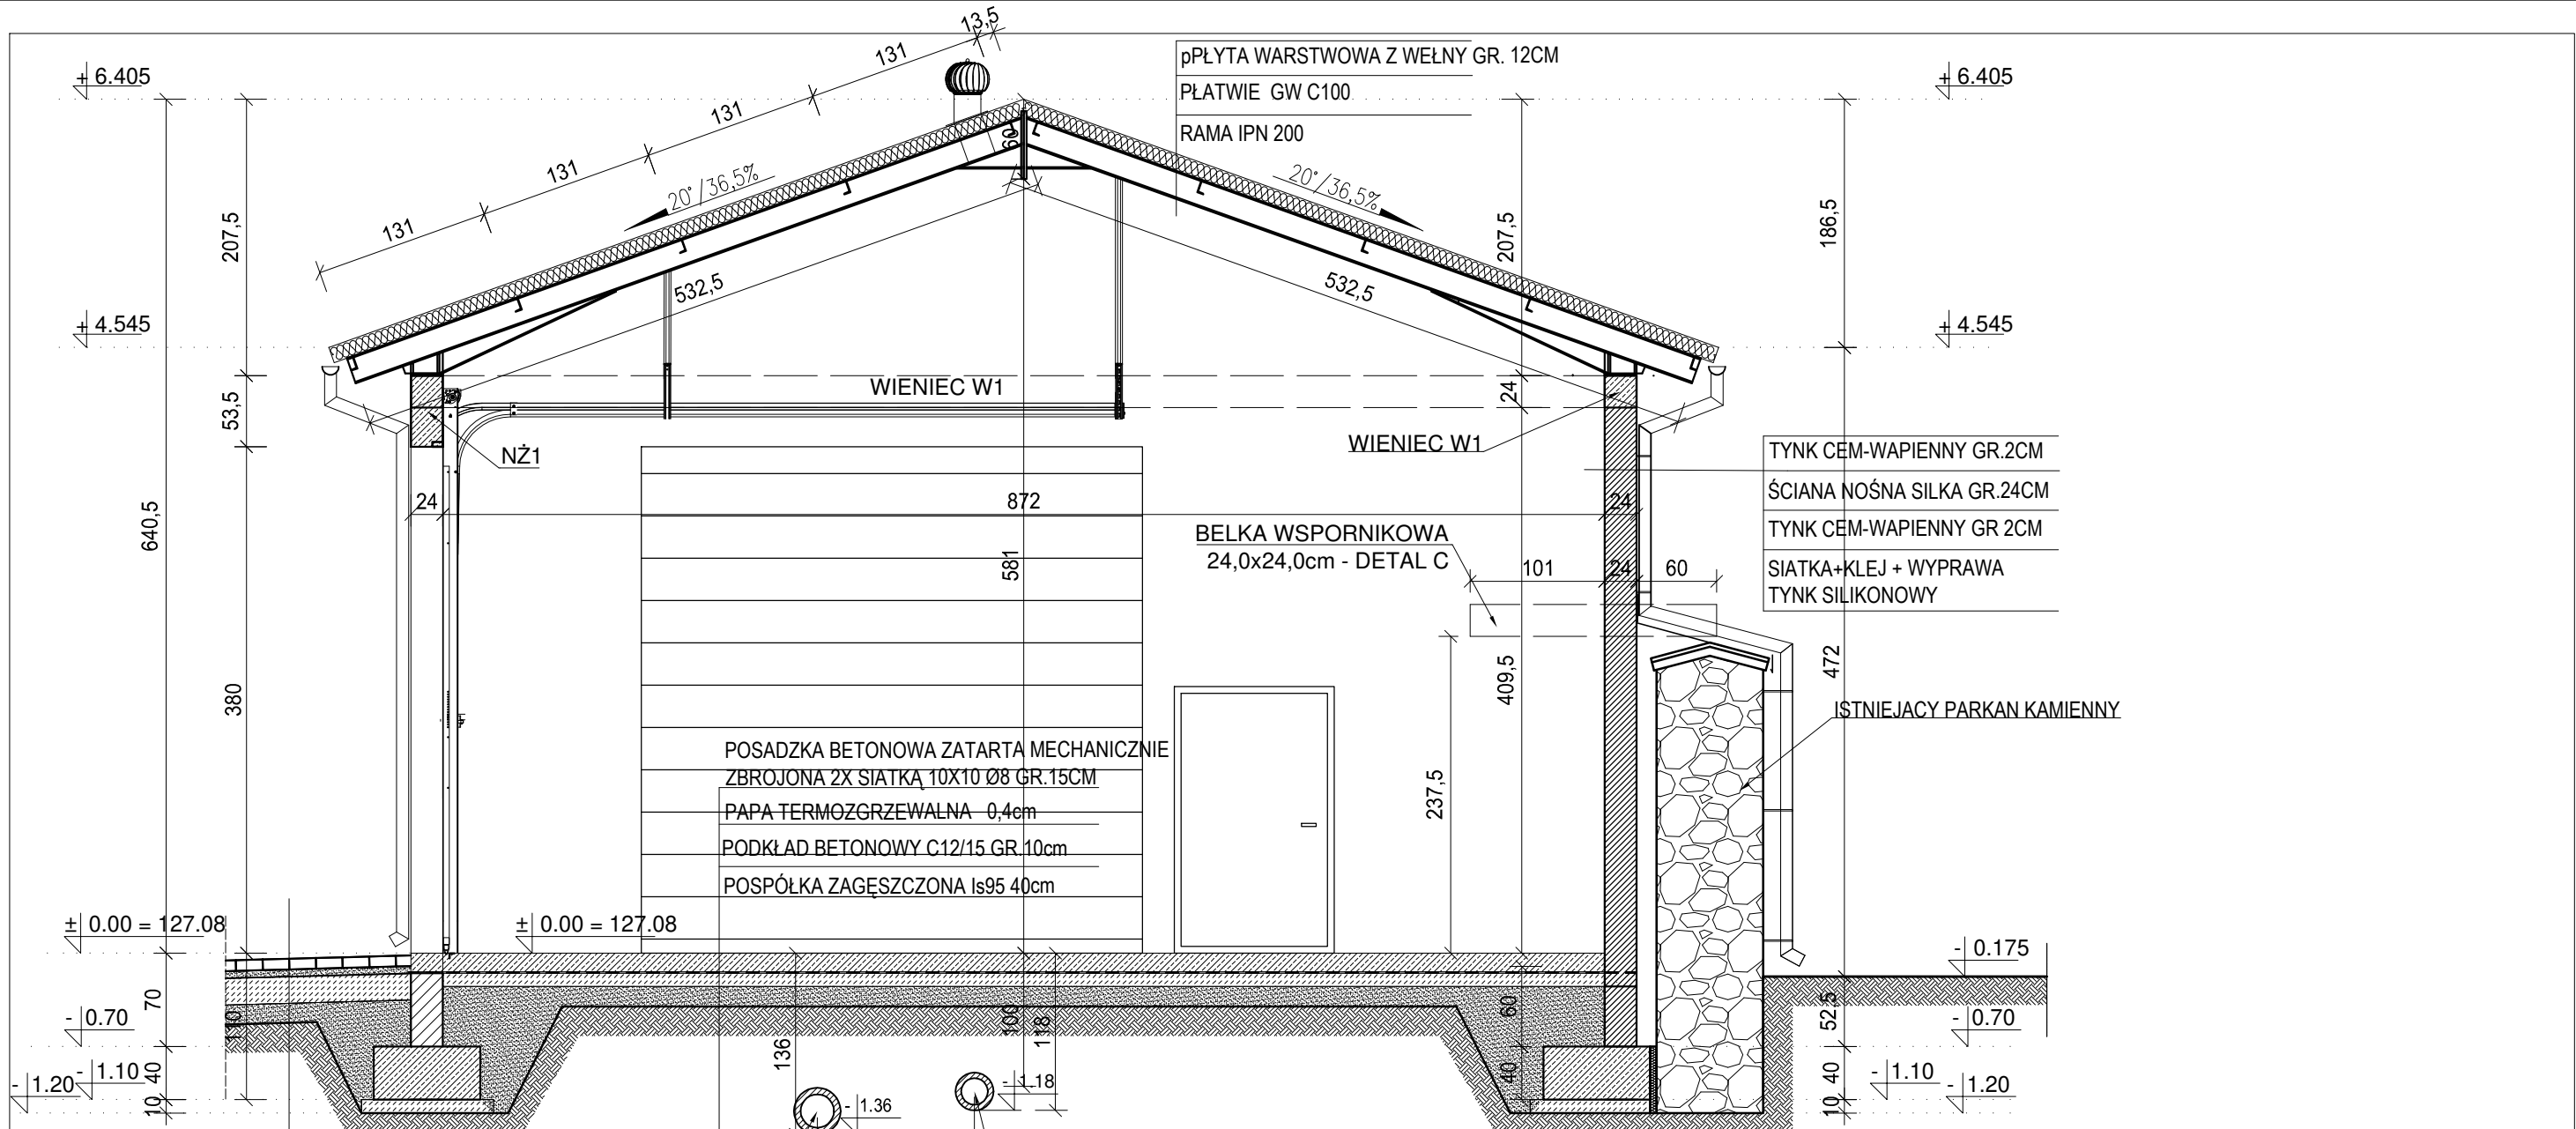 13,5
131
131
131
131
131
+ 6.405
+ 6.405
pPŁYTA WARSTWOWA Z WEŁNY GR. 12CM
PŁATWIE GW C100
RAMA IPN 200
60
20°/36,5%
20°/36,5%
207,5
207,5
186,5
532,5
532,5
+ 4.545
+ 4.545
WIENIEC W1
24
53,5
NŻ1
WIENIEC W1
TYNK CEM-WAPIENNY GR.2CM
ŚCIANA NOŚNA SILKA GR.24CM
TYNK CEM-WAPIENNY GR 2CM
SIATKA+KLEJ + WYPRAWA
TYNK SILIKONOWY
24
872
24
640,5
581
BELKA WSPORNIKOWA
24,0x24,0cm - DETAL C
101
24
60
380
409,5
472
237,5
ISTNIEJACY PARKAN KAMIENNY
POSADZKA BETONOWA ZATARTA MECHANICZNIE
ZBROJONA 2X SIATKĄ 10X10 Ø8 GR.15CM
PAPA TERMOZGRZEWALNA 0,4cm
PODKŁAD BETONOWY C12/15 GR.10cm
POSPÓŁKA ZAGĘSZCZONA Is95 40cm
± 0.00 = 127.08
± 0.00 = 127.08
- 0.175
70
110
- 0.70
60
52,5
- 0.70
100
118
136
- 1.20
- 1.10
40
10
- 1.18
- 1.36
40
40
10
- 1.10
- 1.20